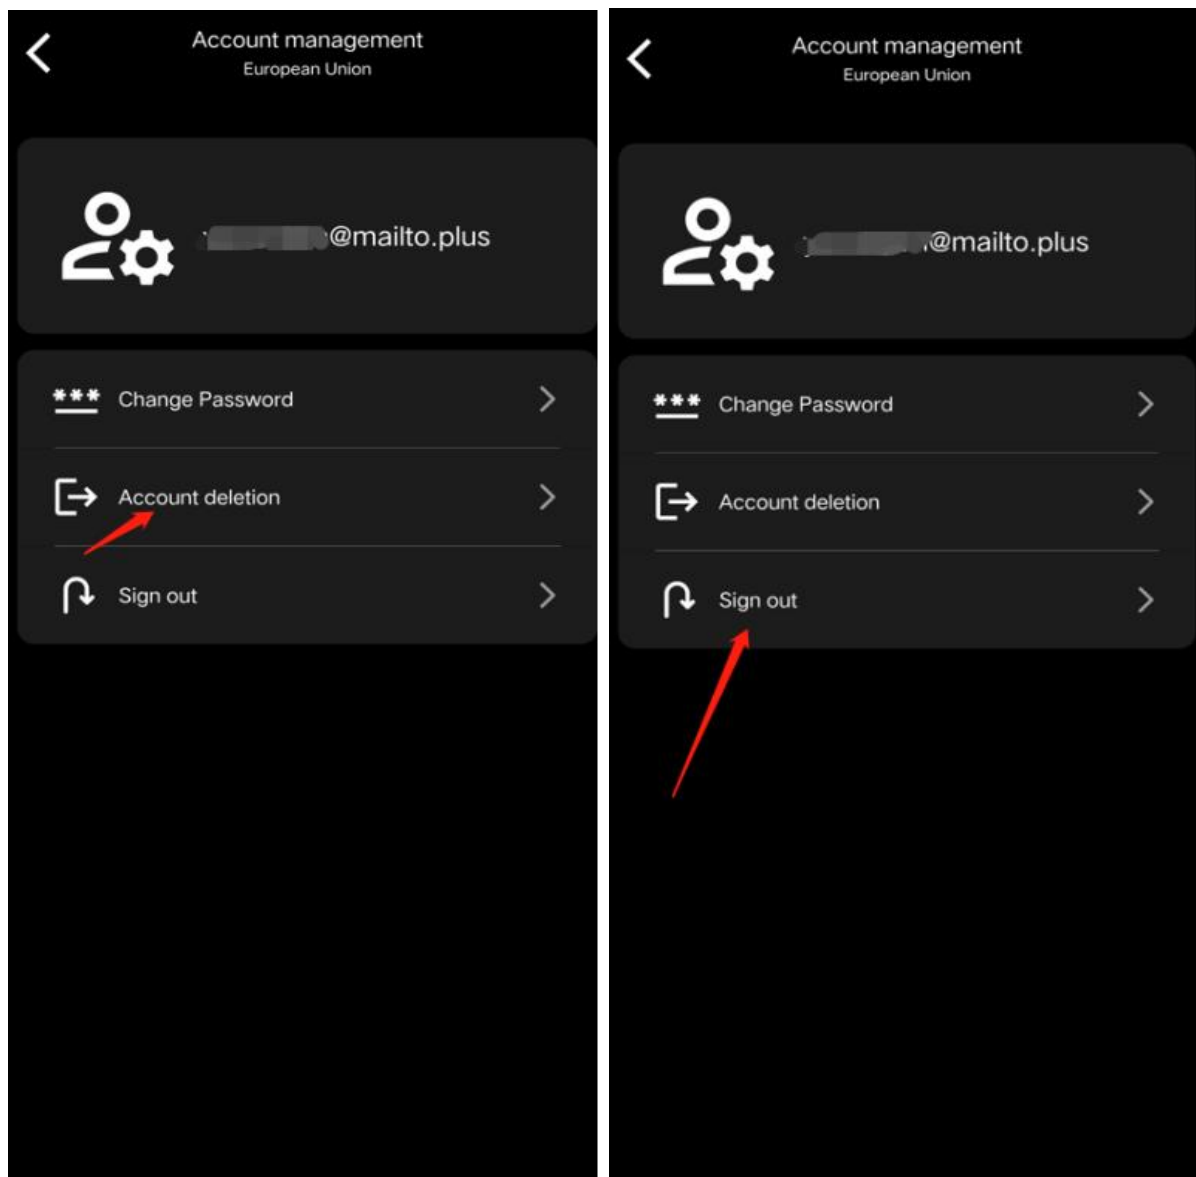 Account management
European Union
@mailto.plus
*** Change Password
Account deletion
Sign out
Account management
European Union
@mailto.plus
*** Change Password
Account deletion
Sign out